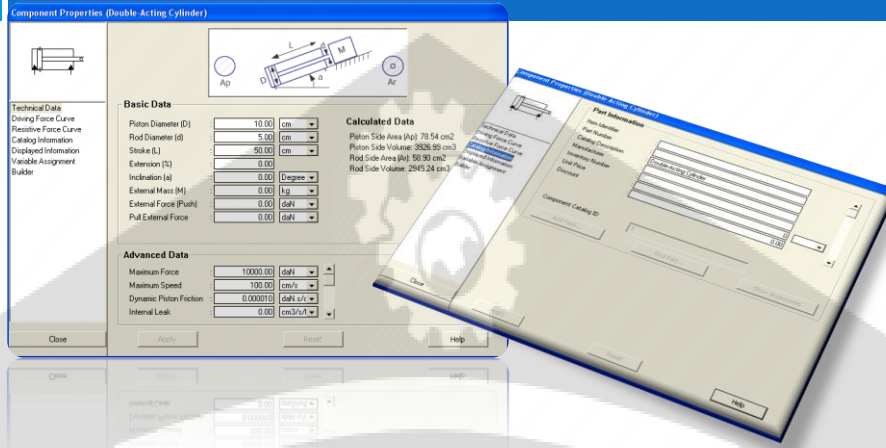 Component Properties (Double-Acting Cylinder)
L
d
M
Ap
D
a
Ar
Technical Data
Driving Force Curve
Resistive Force Curve
Catalog Information
Displayed Information
Variable Assignment
Builder
Basic Data
Piston Diameter (D) : 10.00 cm
Rod Diameter (d) : 5.00 cm
Stroke (L) : 50.00 cm
Extension (%) : 0.00
Inclination (a) : 0.00 Degree
External Mass (M) : 0.00 kg
External Force (Push) : 0.00 daN
Pull External Force : 0.00 daN
Calculated Data
Piston Side Area (Ap): 78.54 cm2
Piston Side Volume: 3926.99 cm3
Rod Side Area (Ar): 58.90 cm2
Rod Side Volume: 2945.24 cm3
Advanced Data
Maximum Force : 10000.00 daN
Maximum Speed : 100.00 cm/s
Dynamic Piston Friction : 0.000010 daN.s/c
Internal Leak : 0.00 cm3/s/
Close
Apply
Reset
Help
Component Properties (Double-Acting Cylinder)
Technical Data
Driving Force Curve
Resistive Force Curve
Catalog Information
Displayed Information
Variable Assignment
Builder
Part Information
Item Identifier
Part Number
Catalog Description
Double-Acting Cylinder
Manufacturer
Inventory Number
Unit Price
0
Discount
0.00
Component Catalog ID
Add Part
Show Accessories
Close
Reset
Help